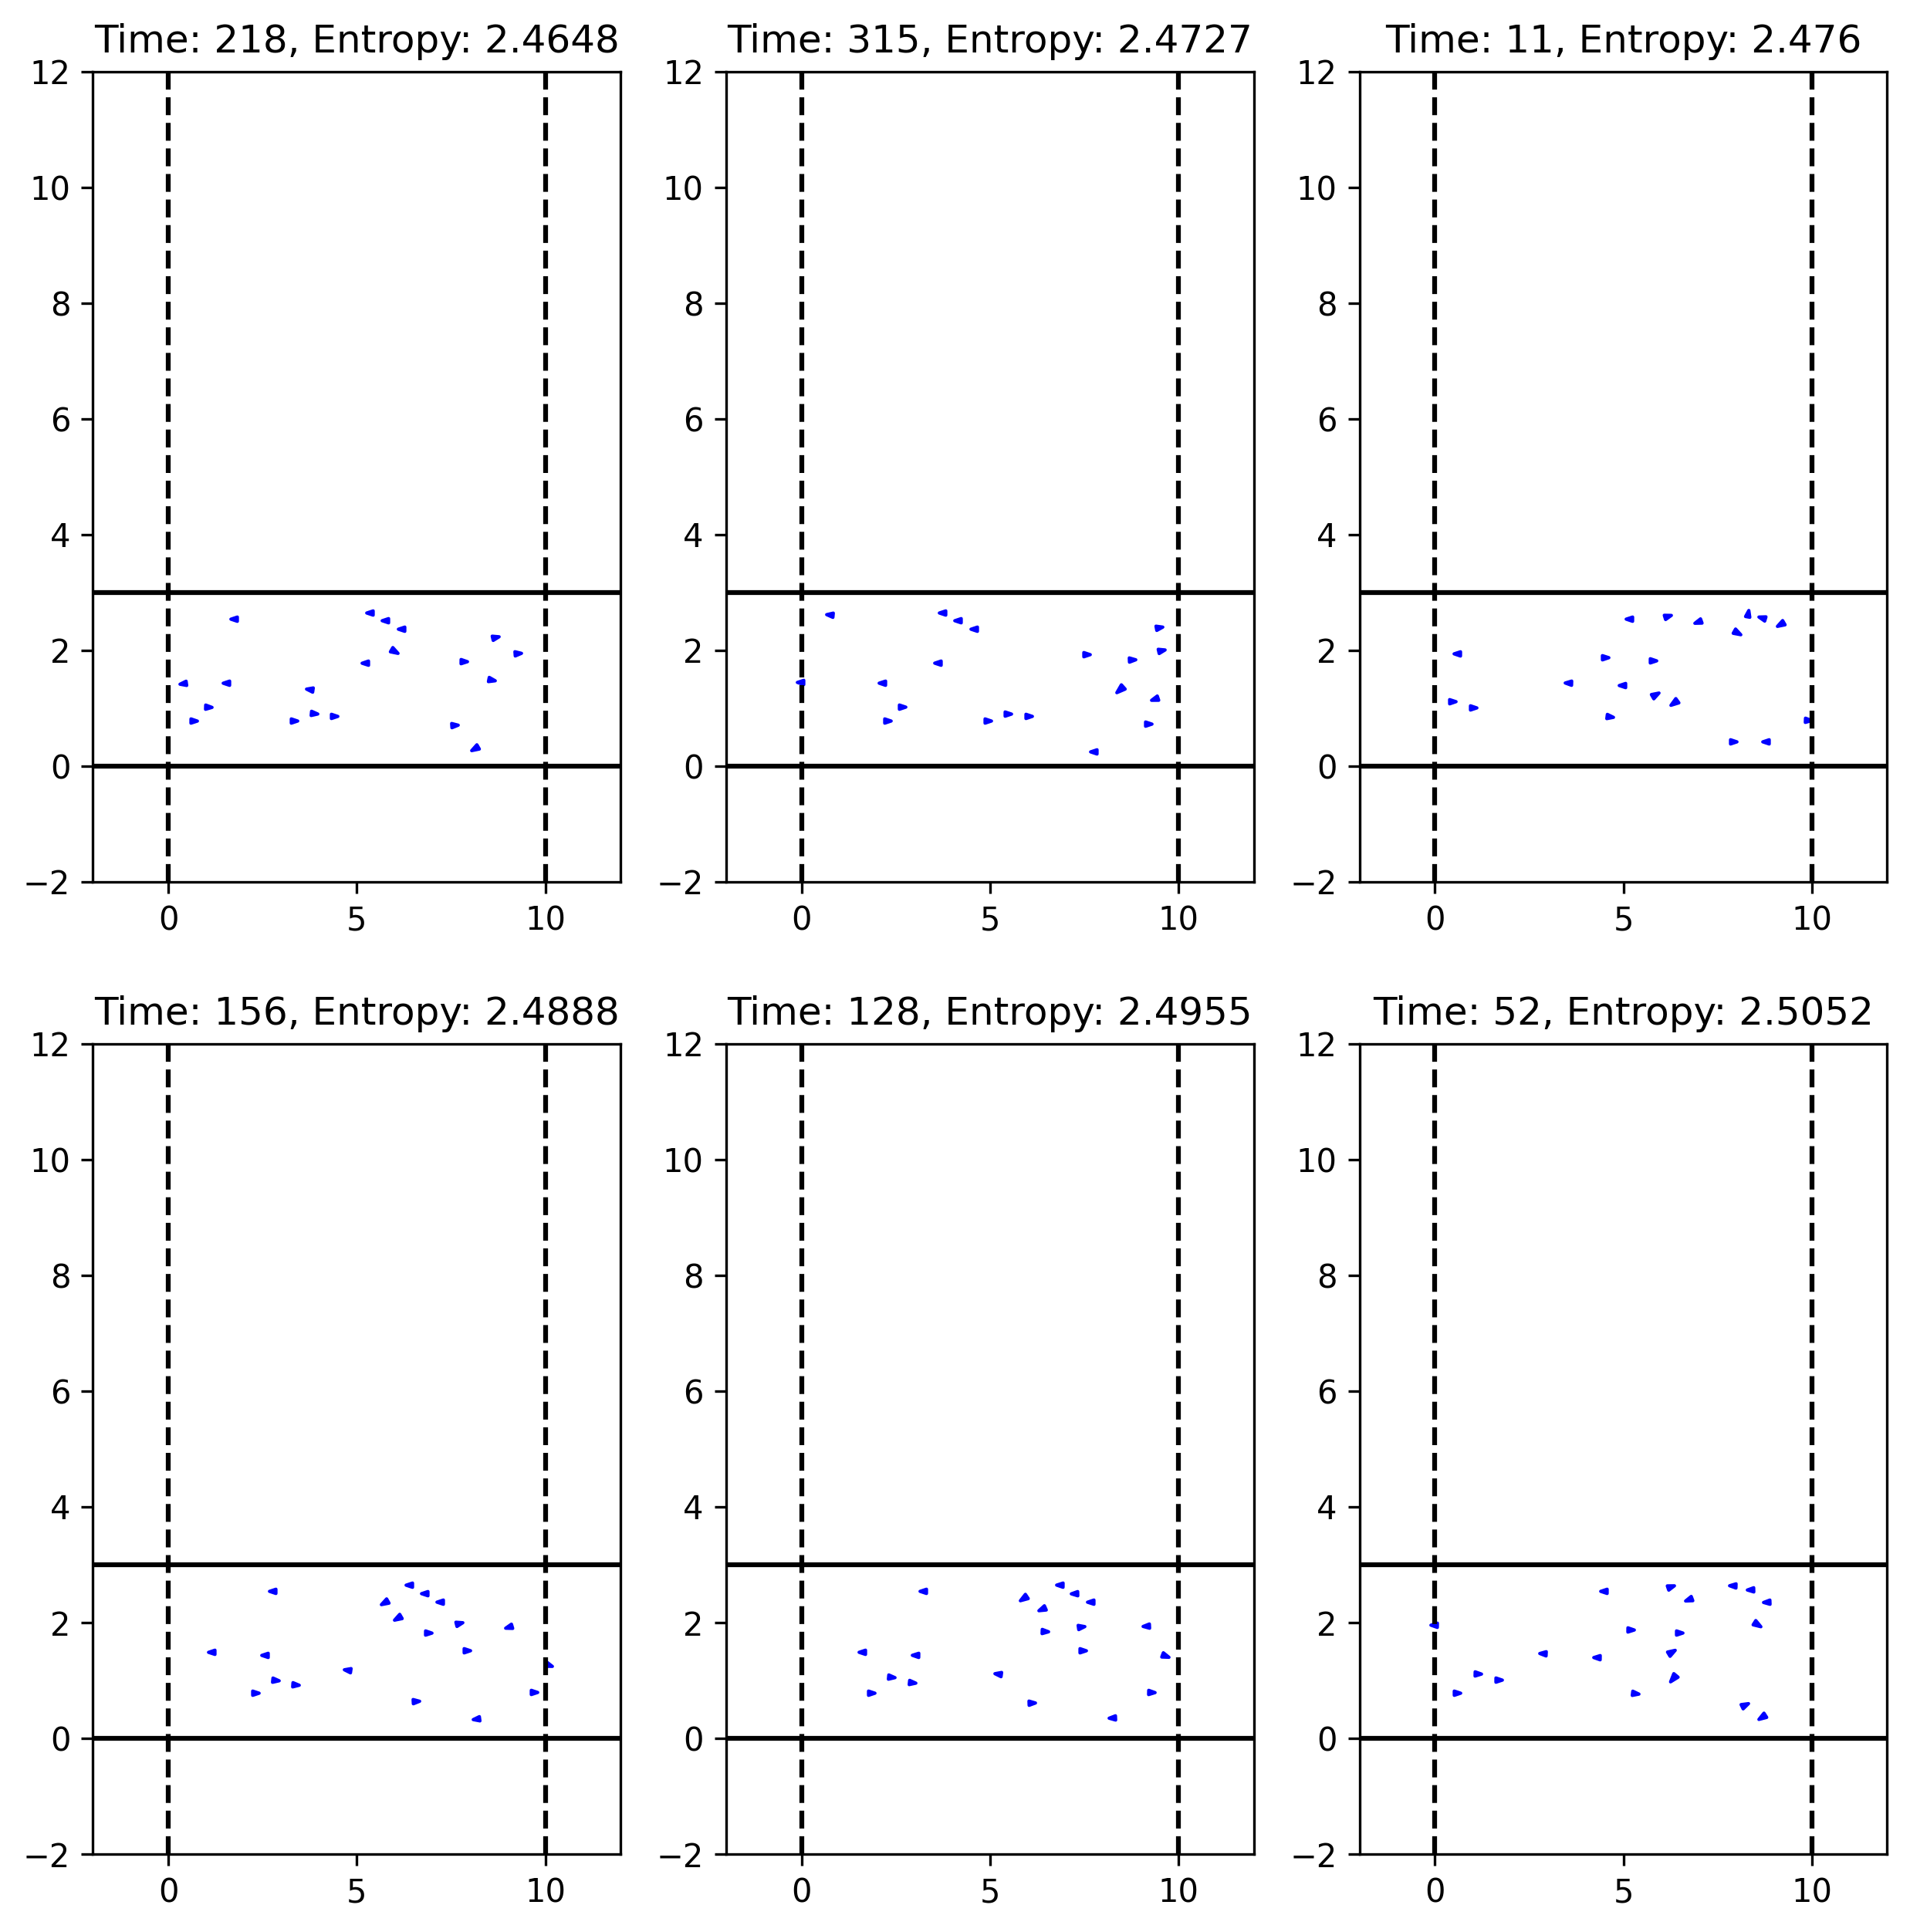 Time: 218, Entropy: 2.4648
Time: 315, Entropy: 2.4727
Time: 11, Entropy: 2.476
12 12 12
10 10 10
8 8 8
6 6 6
4 4 4
2 2 2
0 0 0
−2 −2 −2
0 5 10 0 5 10 0 5 10
Time: 156, Entropy: 2.4888
Time: 128, Entropy: 2.4955
Time: 52, Entropy: 2.5052
12 12 12
10 10 10
8 8 8
6 6 6
4 4 4
2 2 2
0 0 0
−2 −2 −2
0 5 10 0 5 10 0 5 10